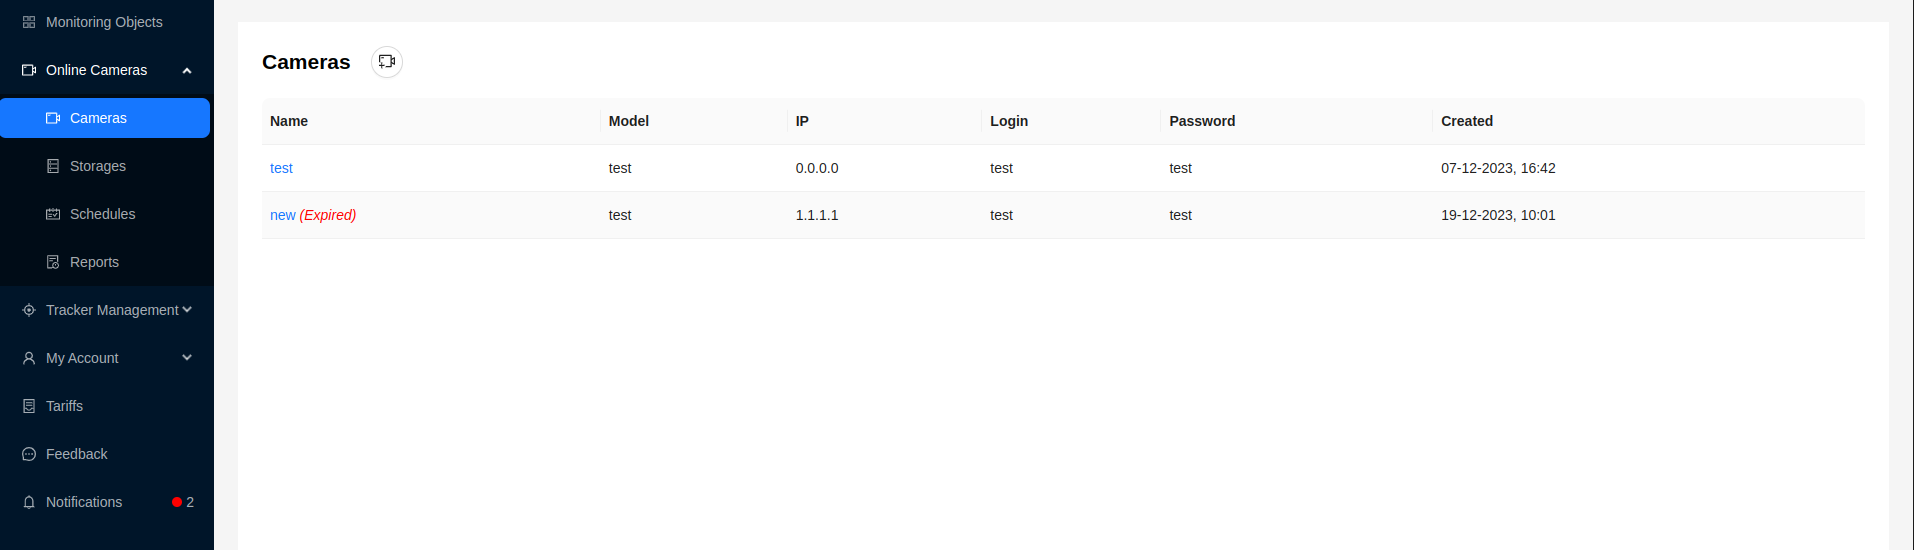 Monitoring Objects
Online Cameras
Cameras
Storages
Schedules
Reports
Tracker Management
My Account
Tariffs
Feedback
Notifications 2
Cameras
Name Model IP Login Password Created
test test 0.0.0.0 test test 07-12-2023, 16:42
new (Expired) test 1.1.1.1 test test 19-12-2023, 10:01